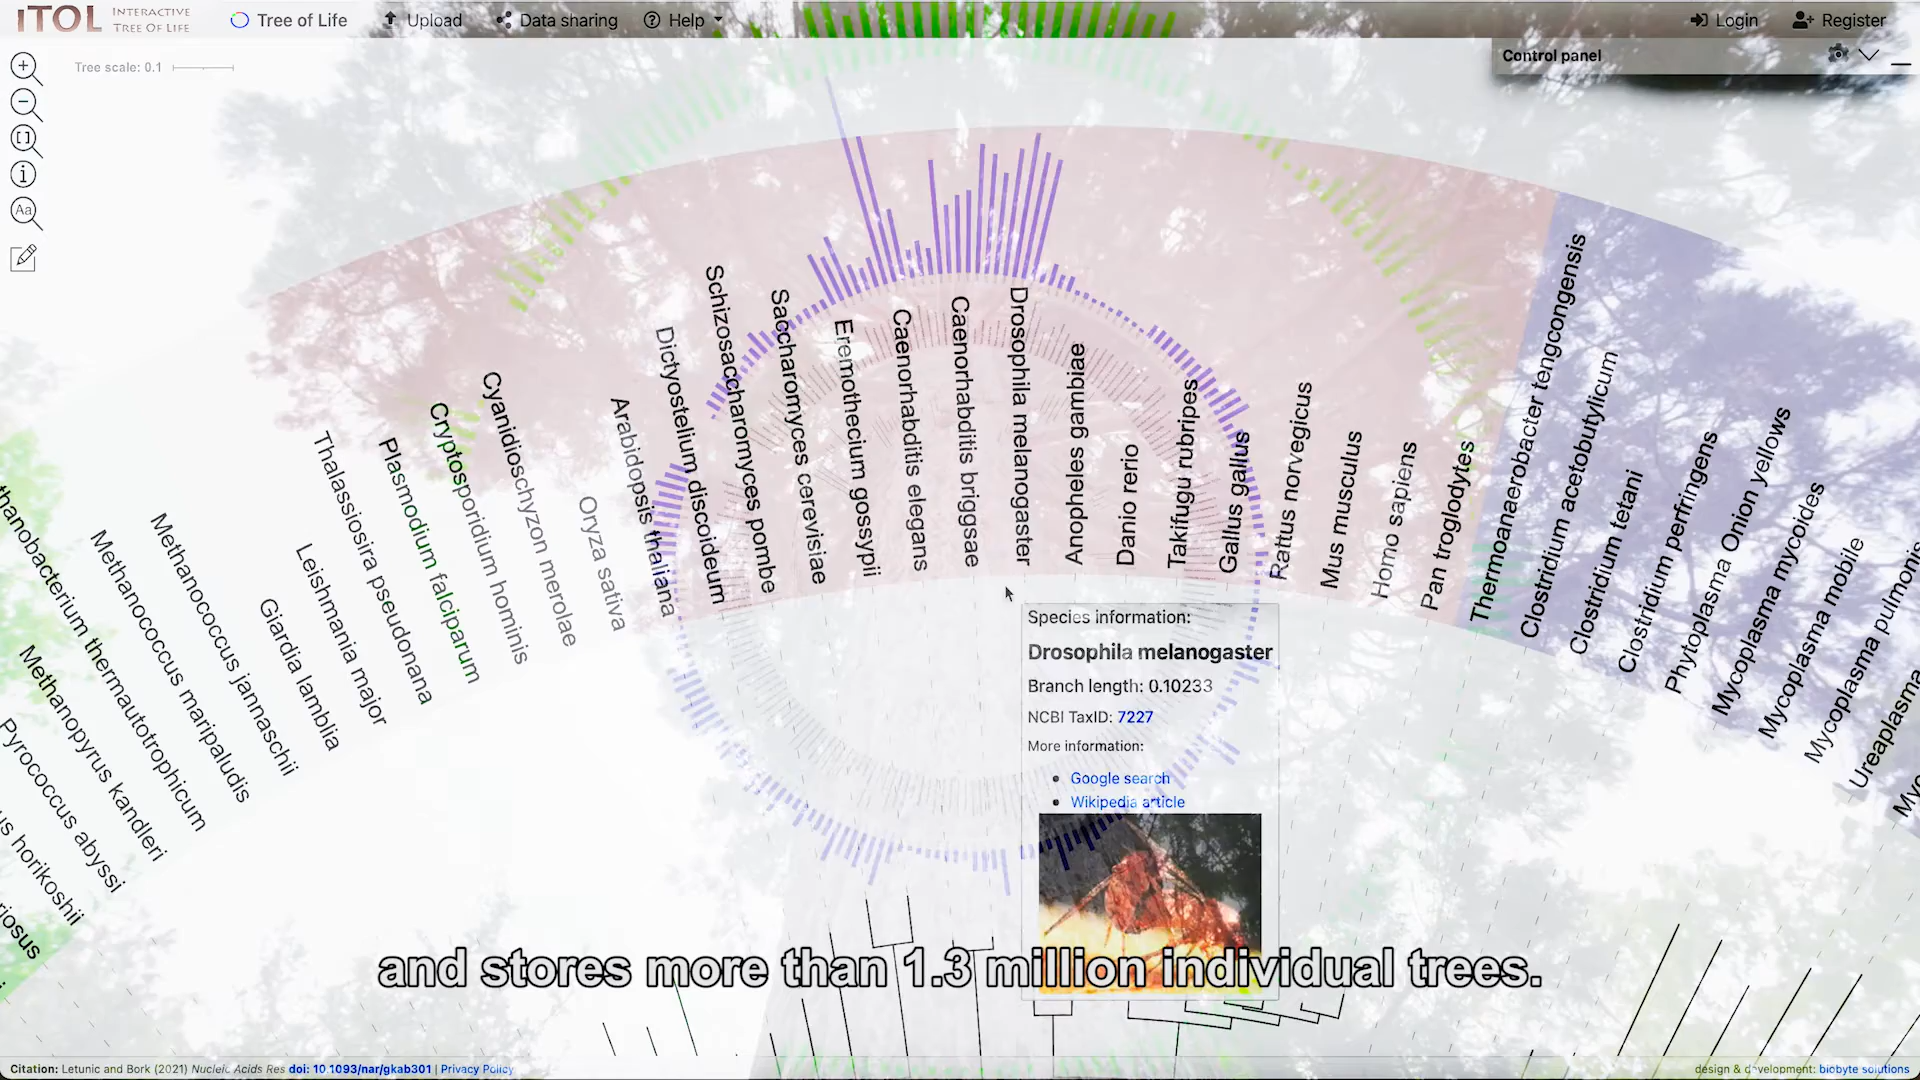 iTOL
INTERACTIVE
TREE OF LIFE
Tree of Life
Upload
Data sharing
Help
Login
Register
Tree scale: 0.1
Control panel
Aa
Pyrococcus abyssi
Methanopyrus kandleri
Methanococcus maripaludis
Methanococcus jannaschii
Giardia lamblia
Leishmania major
Thalassiosira pseudonana
Plasmodium falciparum
Cryptosporidium hominis
Cyanidioschyzon merolae
Oryza sativa
Arabidopsis thaliana
Dictyostelium discoideum
Schizosaccharomyces pombe
Saccharomyces cerevisiae
Eremothecium gossypii
Caenorhabditis elegans
Caenorhabditis briggsae
Drosophila melanogaster
Anopheles gambiae
Danio rerio
Takifugu rubripes
Gallus gallus
Rattus norvegicus
Mus musculus
Homo sapiens
Pan troglodytes
Thermoanaerobacter tengcongensis
Clostridium acetobutylicum
Clostridium tetani
Clostridium perfringens
Phytoplasma Onion yellows
Mycoplasma mycoides
Mycoplasma mobile
Mycoplasma pulmonis
Ureaplasma
Species information:
Drosophila melanogaster
Branch length: 0.10233
NCBI TaxID: 7227
More information:
Google search
Wikipedia article
and stores more than 1.3 million individual trees.
Citation: Letunic and Bork (2021) Nucleic Acids Res doi: 10.1093/nar/gkab301 | Privacy Policy
design & development: biobyte solutions